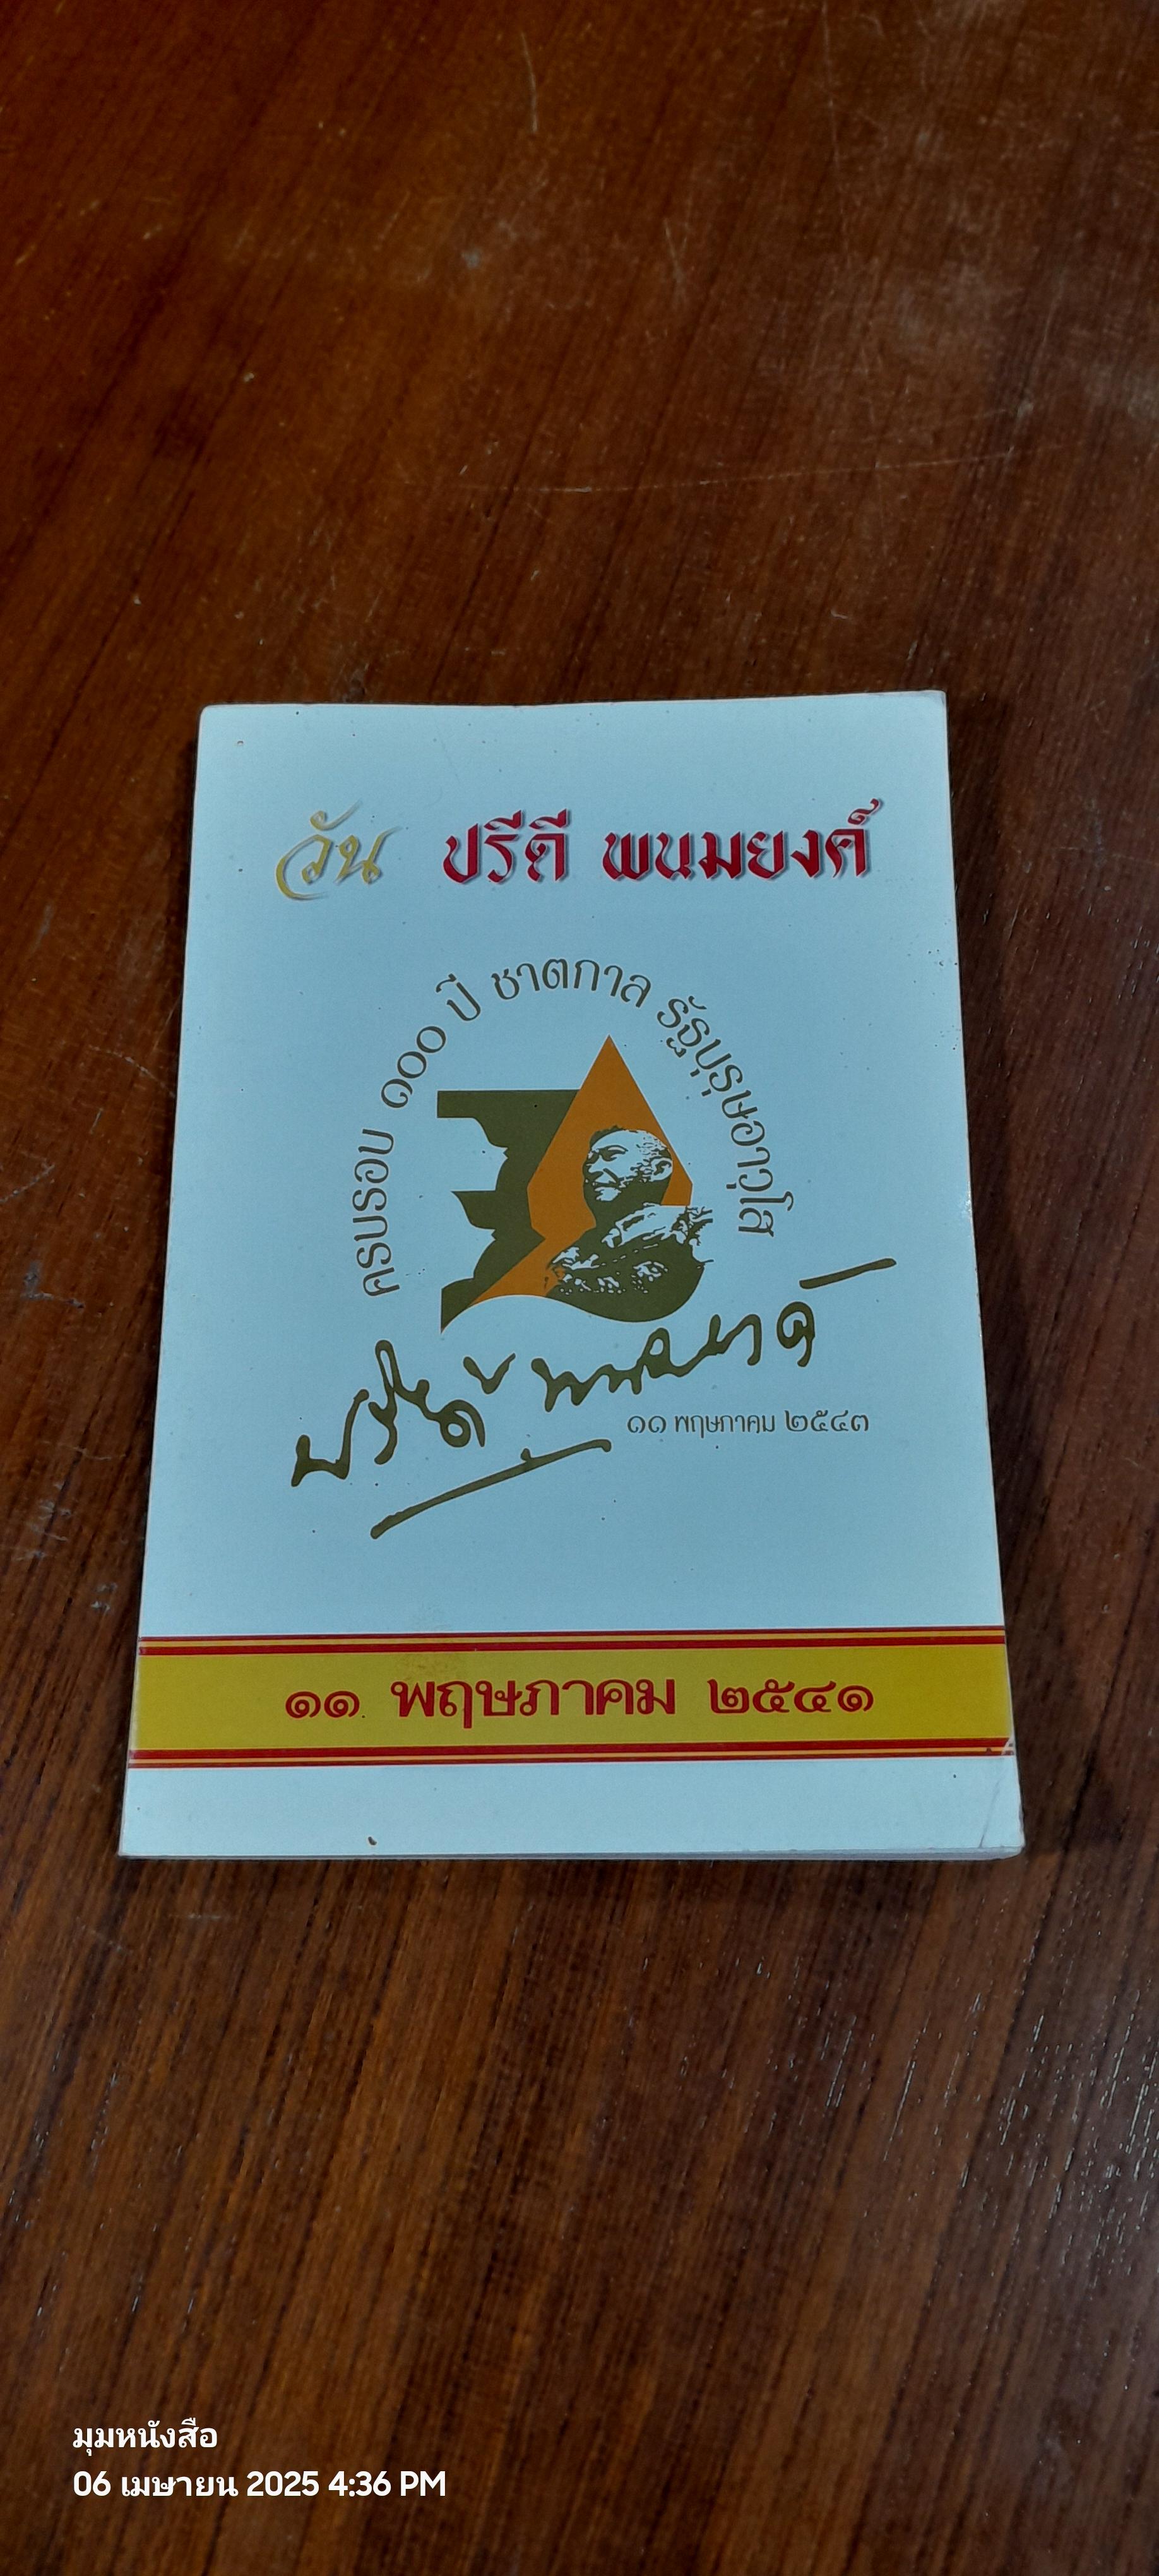 วัน ปรีดี พนมยงค์
ครบรอบ ๑๐๐ ปี ชาตกาล รัฐบุรุษอาวุโส
ปรีดี พนมยงค์
๑๑ พฤษภาคม ๒๕๔๓
๑๑ พฤษภาคม ๒๕๔๑
มุมหนังสือ
06 เมษายน 2025 4:36 PM